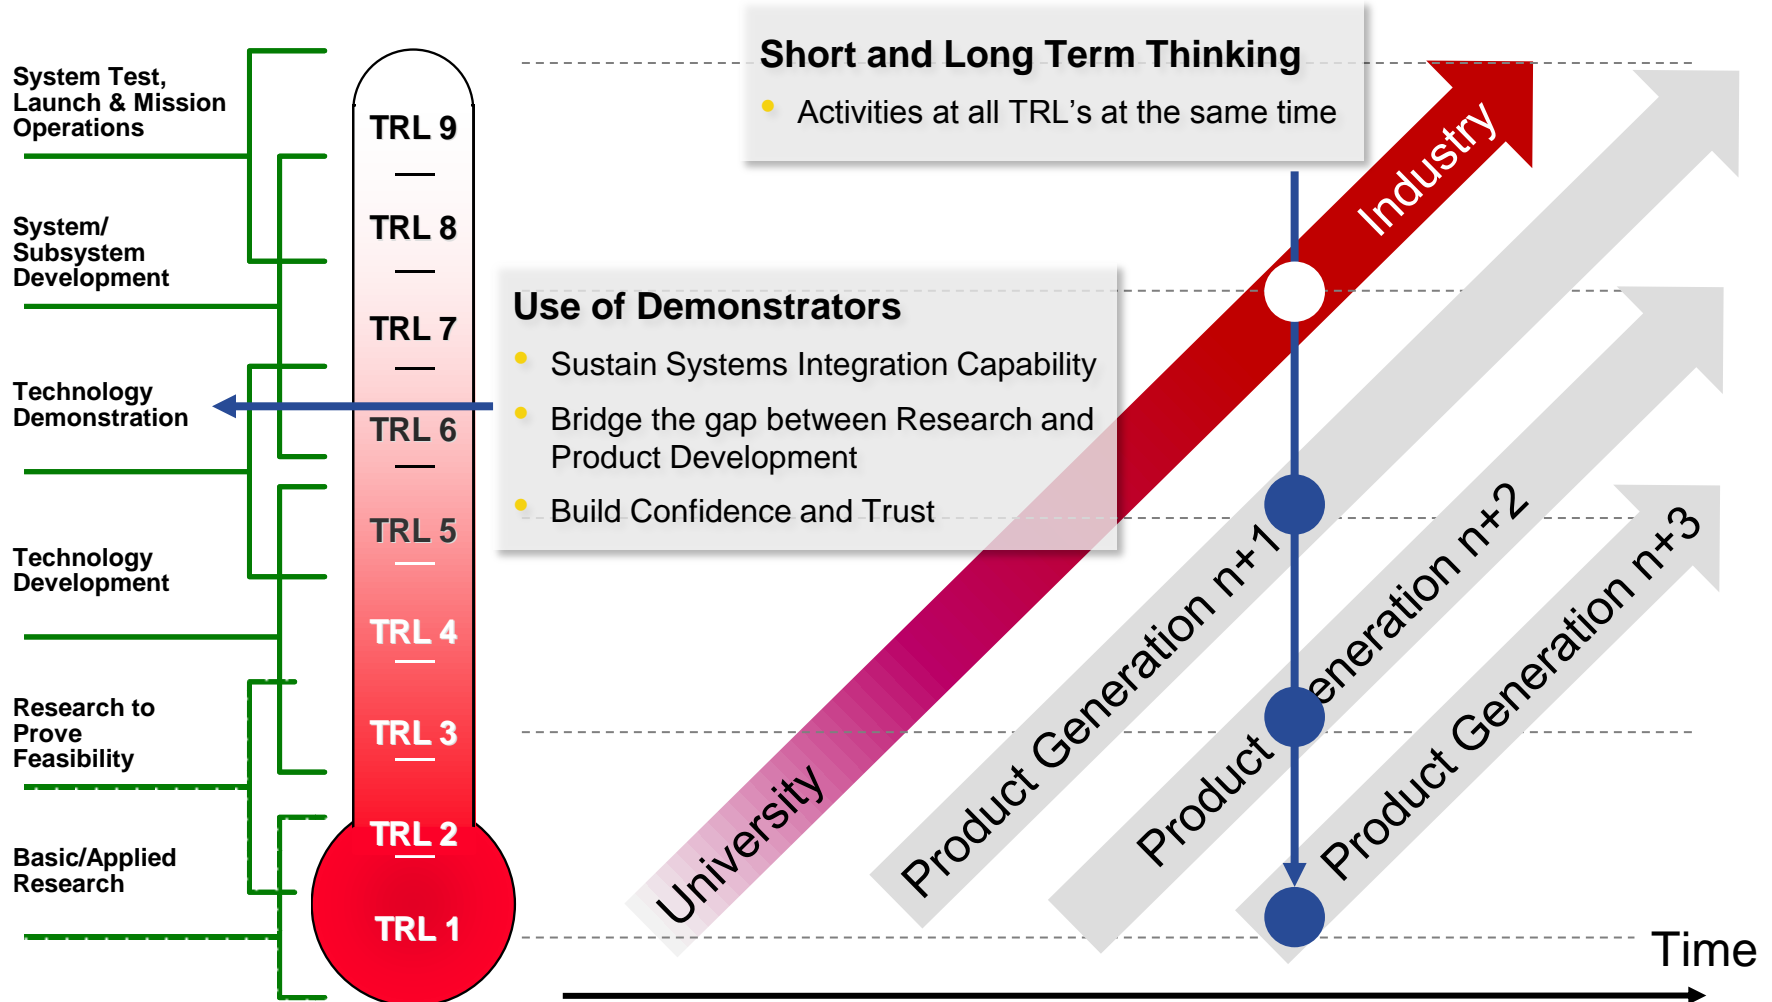 System Test,
Launch & Mission
Operations
System/
Subsystem
Development
Technology
Demonstration
Technology
Development
Research to
Prove
Feasibility
Basic/Applied
Research
TRL 9
TRL 8
TRL 7
TRL 6
TRL 5
TRL 4
TRL 3
TRL 2
TRL 1
Short and Long Term Thinking
Activities at all TRL’s at the same time
Use of Demonstrators
Sustain Systems Integration Capability
Bridge the gap between Research and
Product Development
Build Confidence and Trust
Industry
University
Product Generation n+1
Product eneration n+2
Product Generation n+3
Time